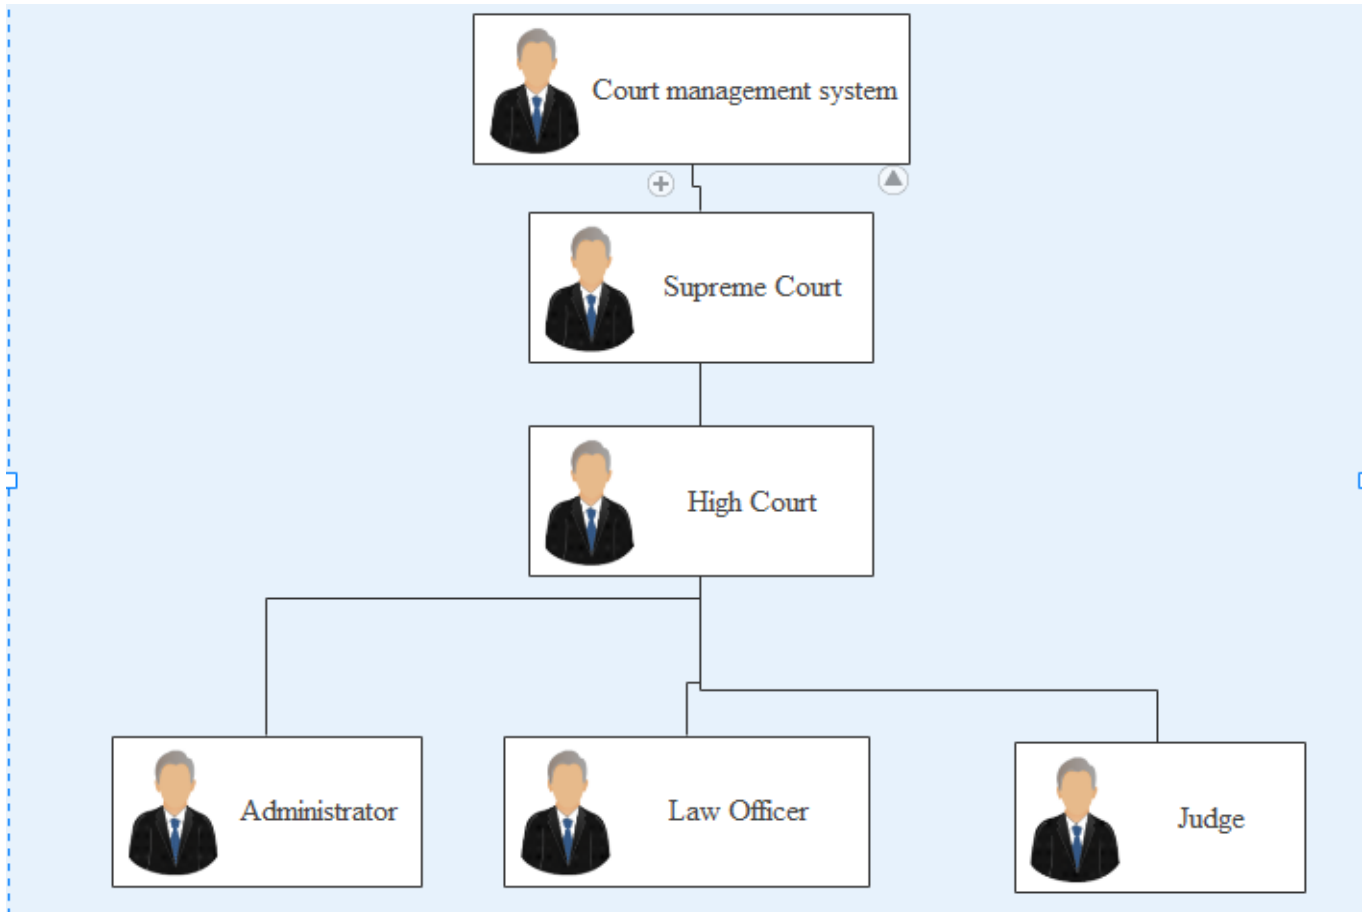 Court management system
Supreme Court
High Court
Administrator
Law Officer
Judge